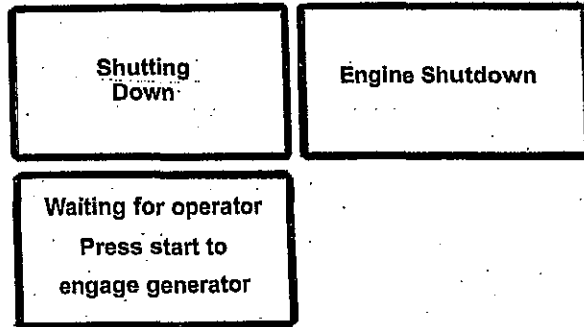 Shutting
Down
Engine Shutdown
Waiting for operator
Press start to
engage generator